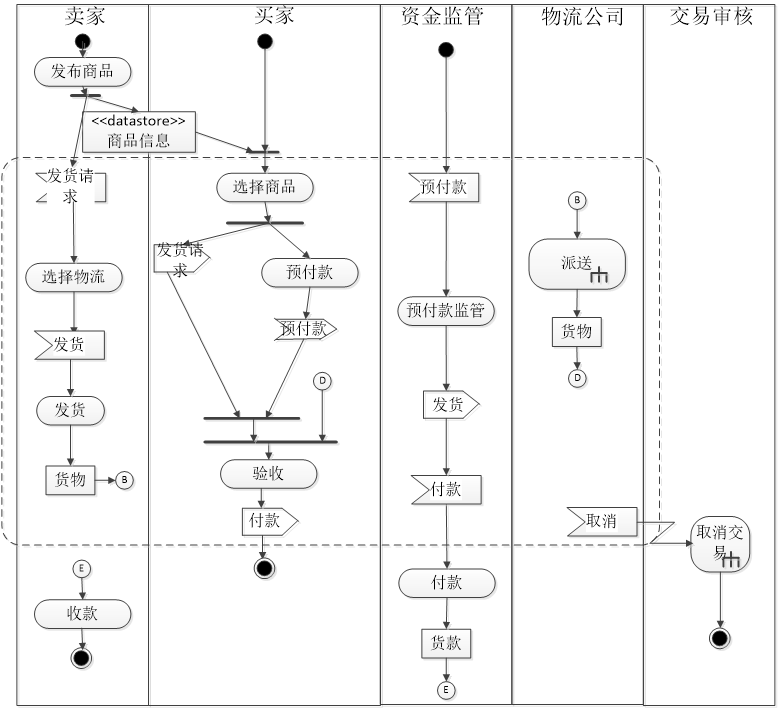 卖家
买家
资金监管
物流公司
交易审核
发布商品
<<datastore>>
商品信息
发货请
求
选择物流
发货
发货
货物
B
E
收款
选择商品
发货请
求
预付款
预付款
D
验收
付款
预付款
预付款监管
发货
付款
付款
货款
E
B
派送
货物
D
取消
取消交
易